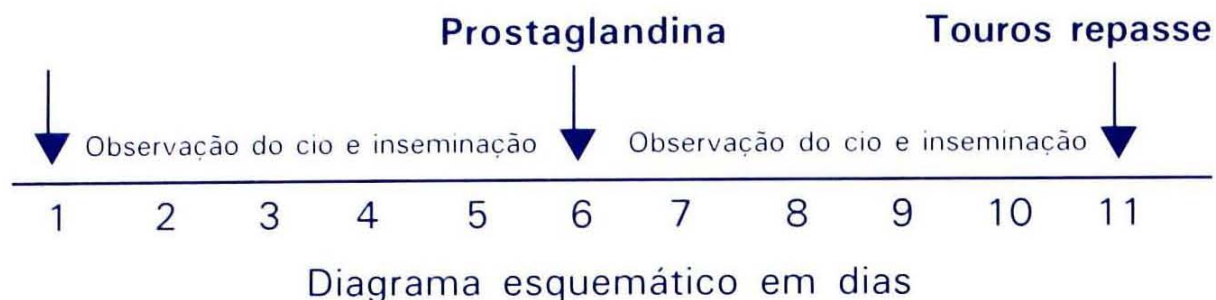 Prostaglandina Touros repasse
Observação do cio e inseminação Observação do cio e inseminação
1 2 3 4 5 6 7 8 9 10 11
Diagrama esquemático em dias